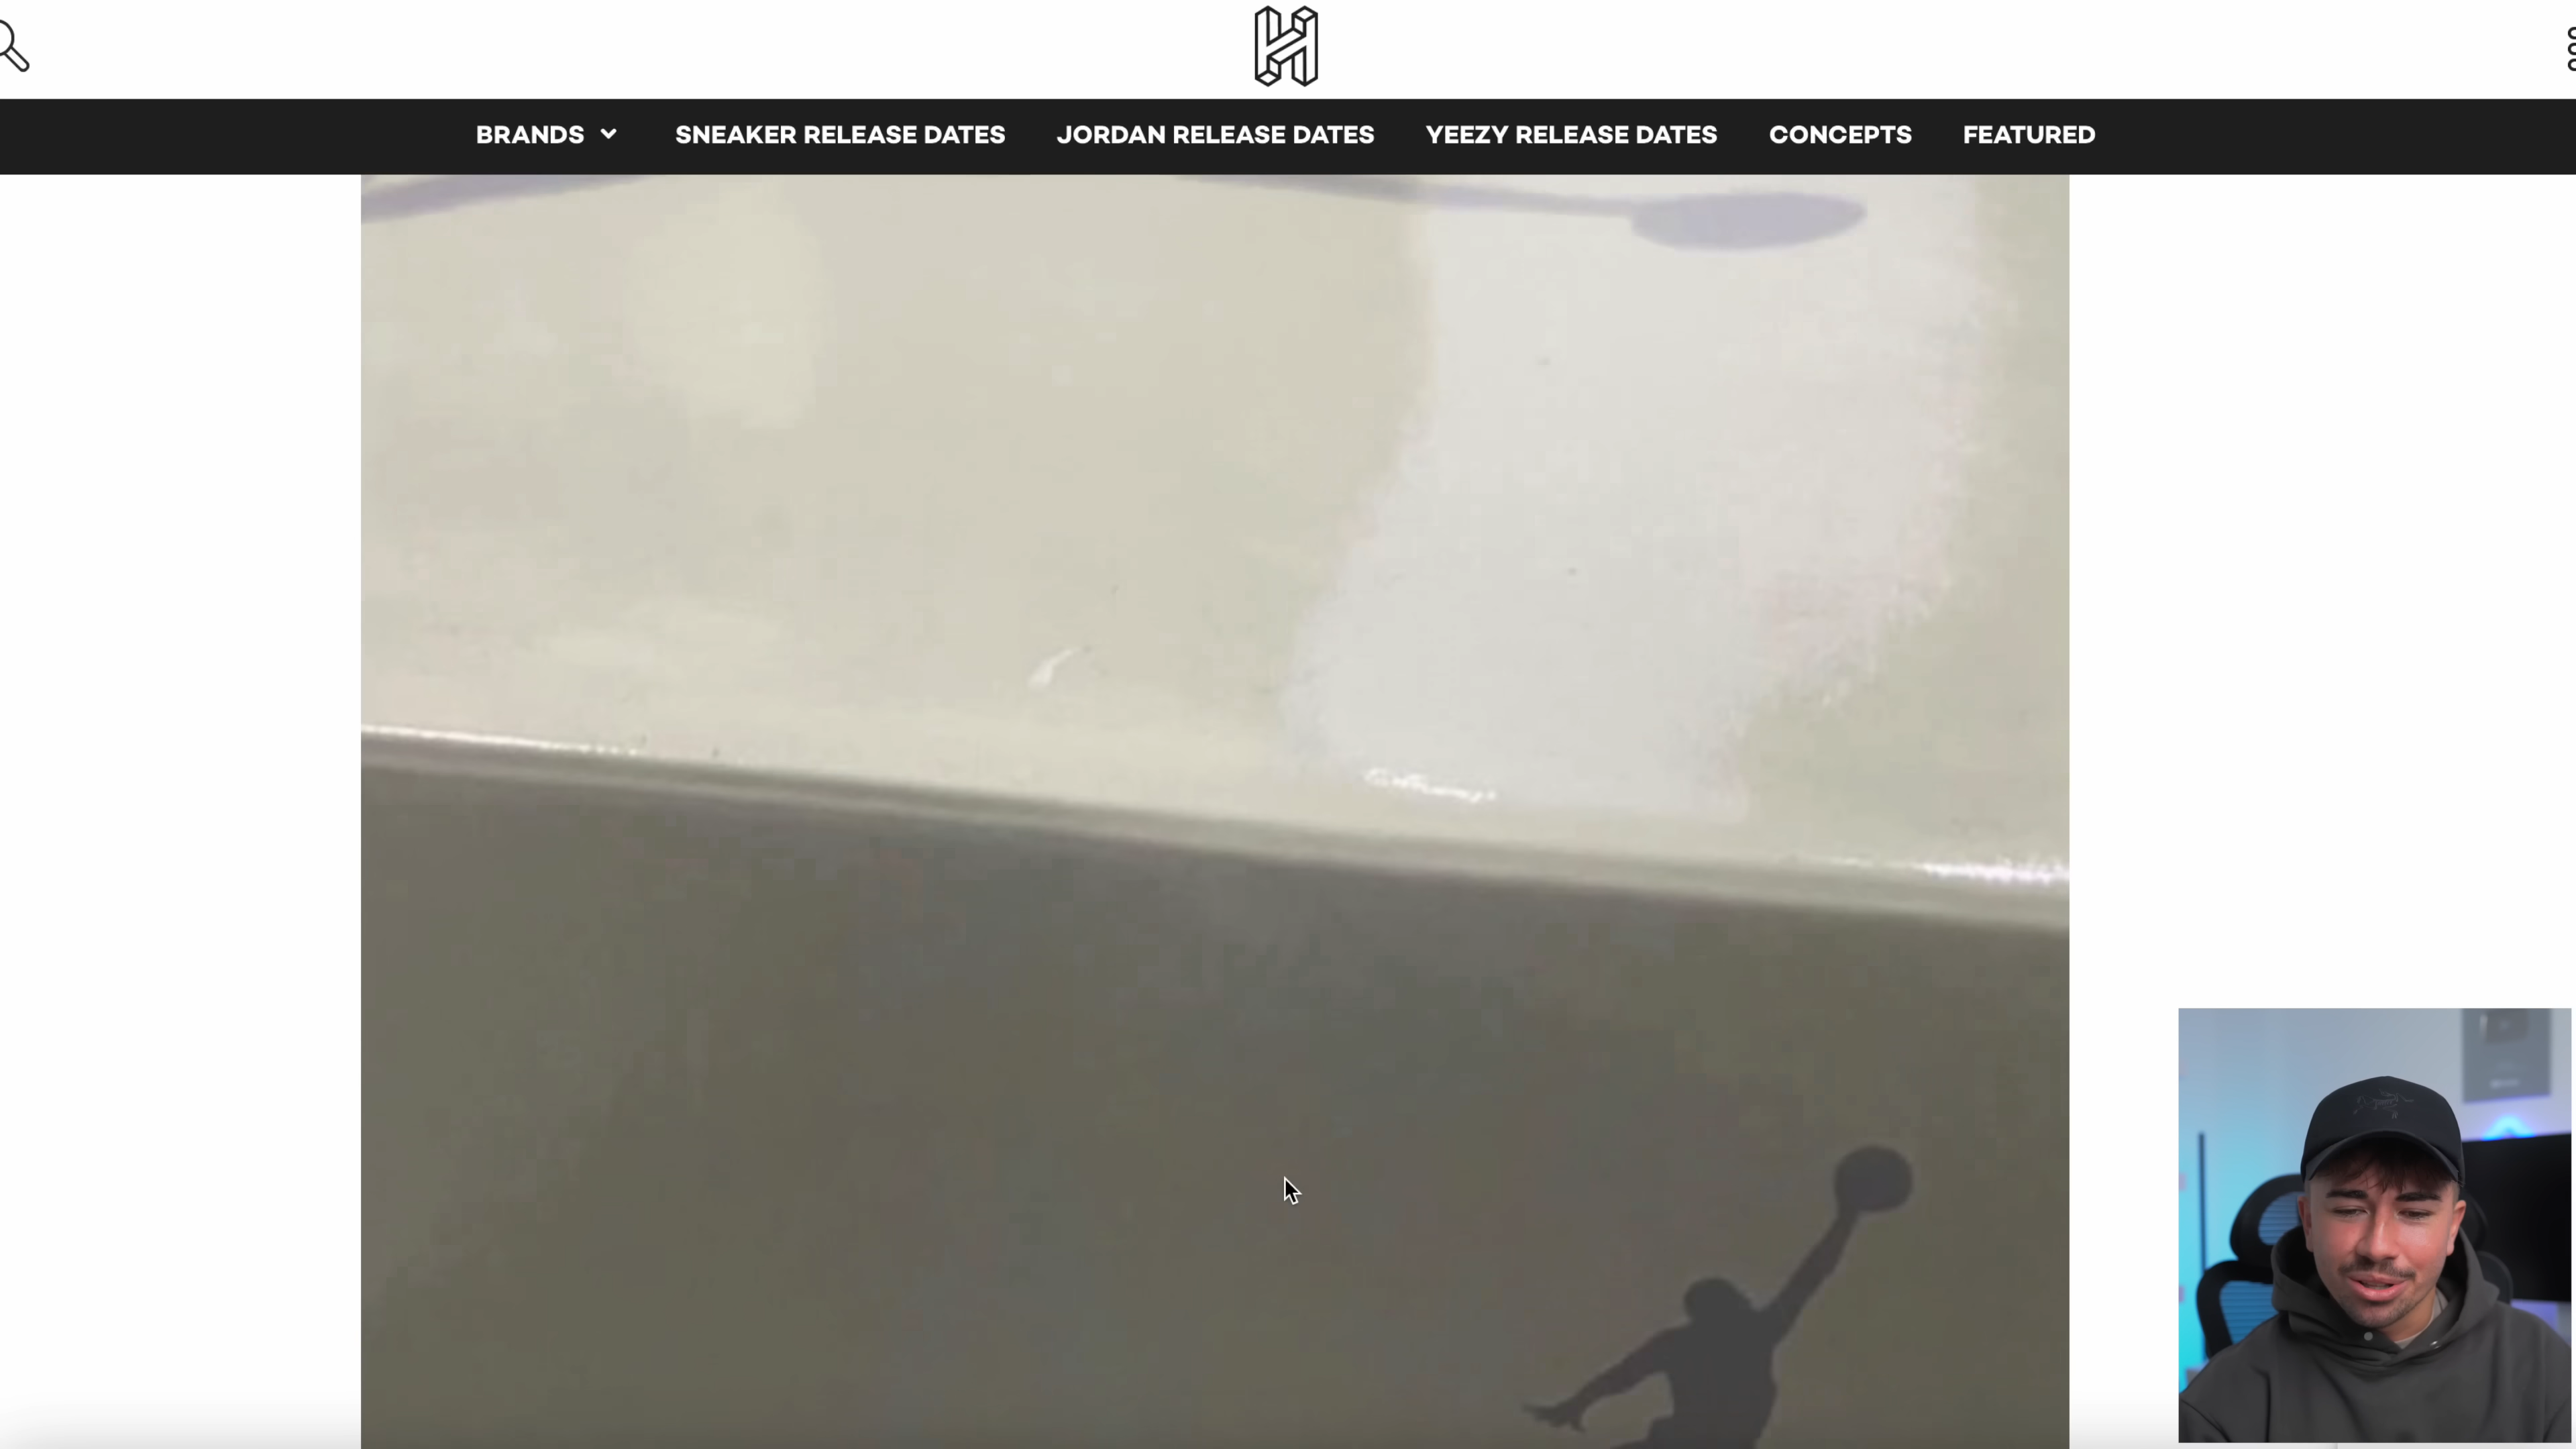 BRANDS
SNEAKER RELEASE DATES
JORDAN RELEASE DATES
YEEZY RELEASE DATES
CONCEPTS
FEATURED